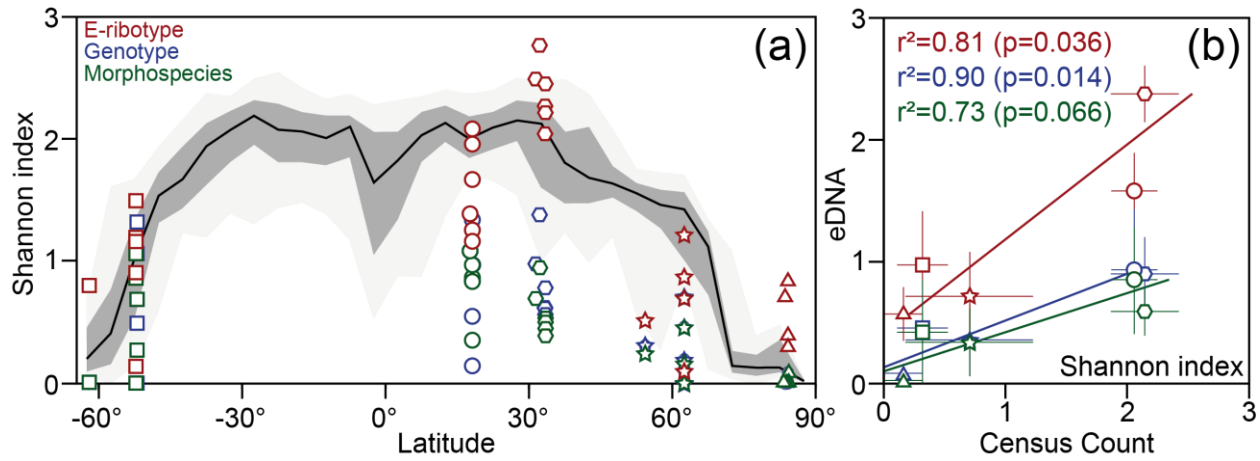 3
2
1
0
Shannon index
E-ribotype
Genotype
Morphospecies
(a)
-60°
-30°
0°
30°
60°
90°
Latitude
3
2
1
0
eDNA
r²=0.81 (p=0.036)
r²=0.90 (p=0.014)
r²=0.73 (p=0.066)
(b)
Shannon index
0
1
2
3
Census Count